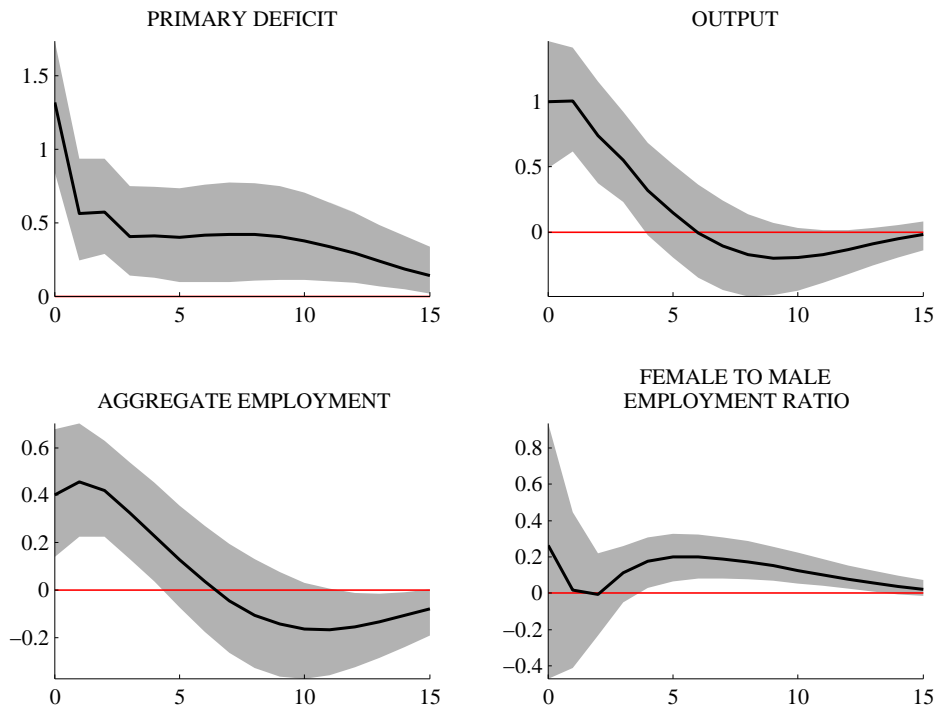 PRIMARY DEFICIT
1.5
1
0.5
0
0 5 10 15
OUTPUT
1
0.5
0
0 5 10 15
AGGREGATE EMPLOYMENT
0.6
0.4
0.2
0
−0.2
0 5 10 15
FEMALE TO MALE
EMPLOYMENT RATIO
0.8
0.6
0.4
0.2
0
−0.2
−0.4
0 5 10 15